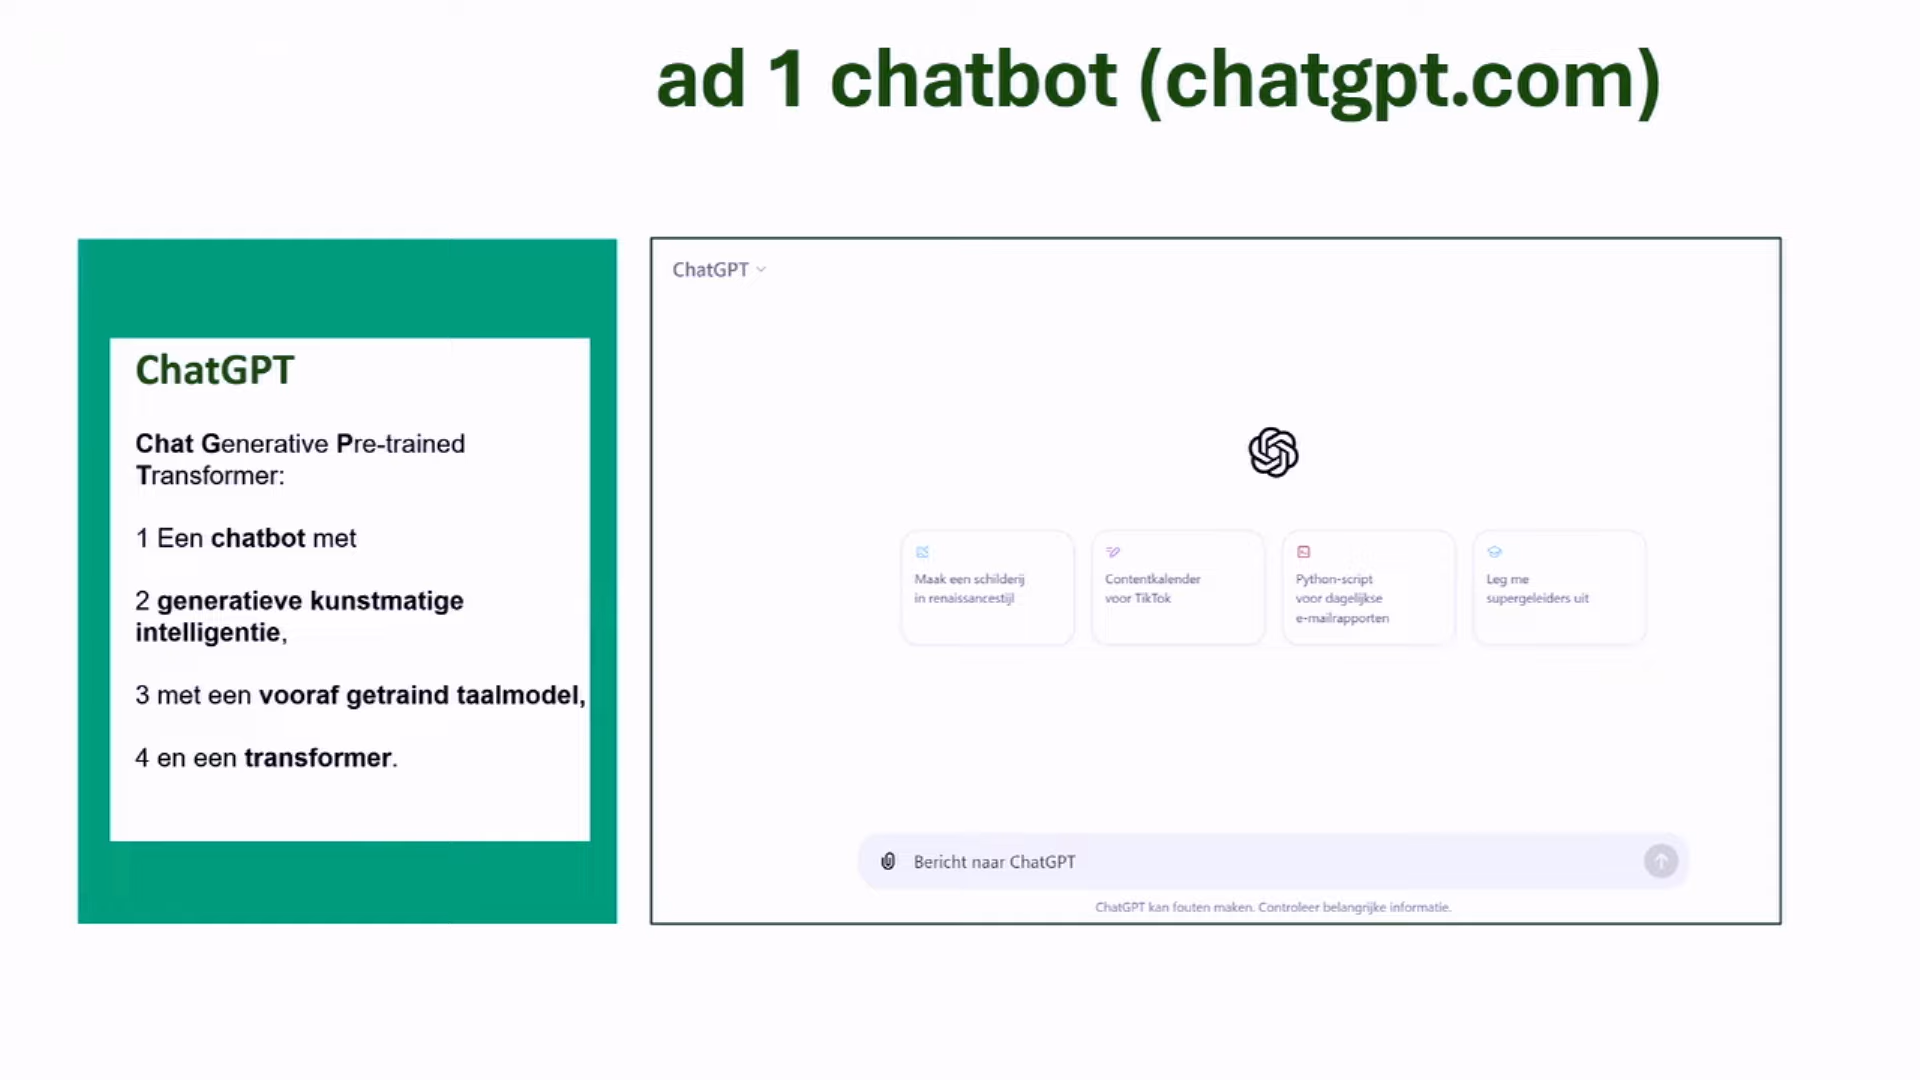 ad 1 chatbot (chatgpt.com)
ChatGPT
Chat Generative Pre-trained
Transformer:
1 Een chatbot met
2 generatieve kunstmatige
intelligentie,
3 met een vooraf getraind taalmodel,
4 en een transformer.
ChatGPT
Maak een schilderij
in renaissancestijl
Contentkalender
voor TikTok
Python-script
voor dagelijkse
e-mailrapporten
Leg me
supergeleiders uit
Bericht naar ChatGPT
ChatGPT kan fouten maken. Controleer belangrijke informatie.